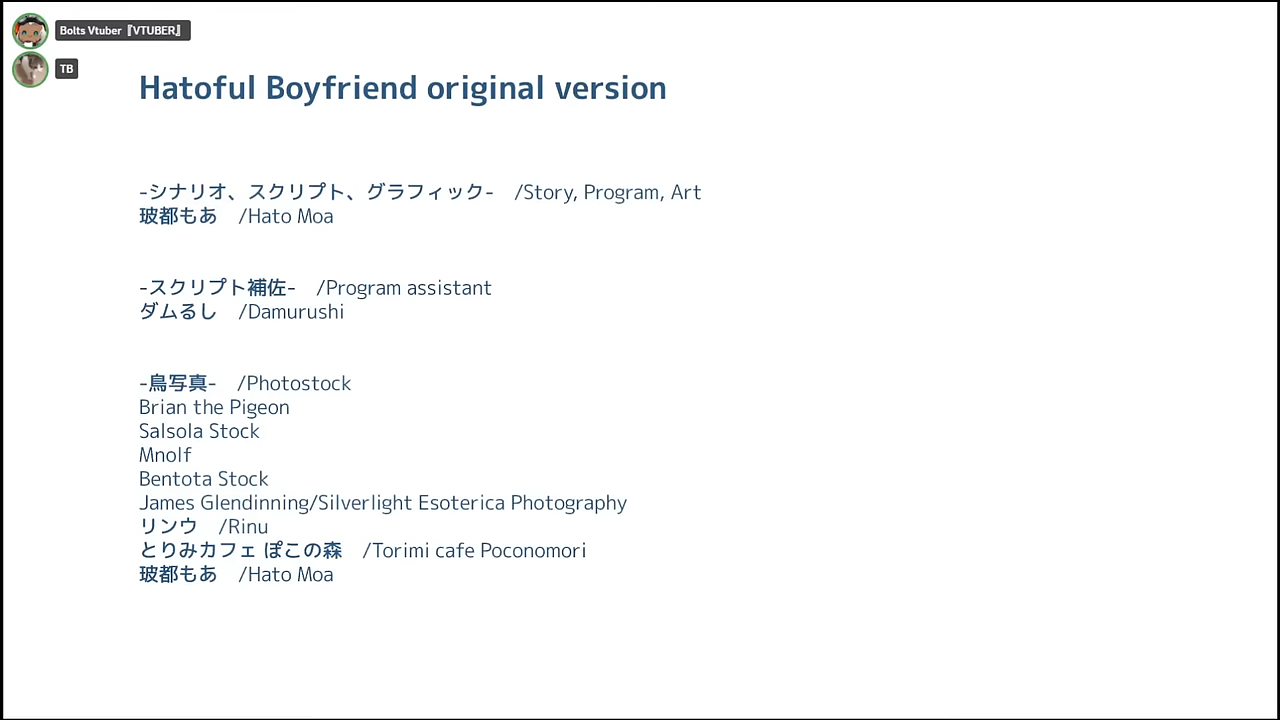 Bolts Vtuber『VTUBER』
TB
Hatoful Boyfriend original version
-シナリオ、スクリプト、グラフィック-　/Story, Program, Art
玻都もあ　/Hato Moa
-スクリプト補佐-　/Program assistant
ダムるし　/Damurushi
-鳥写真-　/Photostock
Brian the Pigeon
Salsola Stock
Mnolf
Bentota Stock
James Glendinning/Silverlight Esoterica Photography
リンウ　/Rinu
とりみカフェ ぽこの森　/Torimi cafe Poconomori
玻都もあ　/Hato Moa